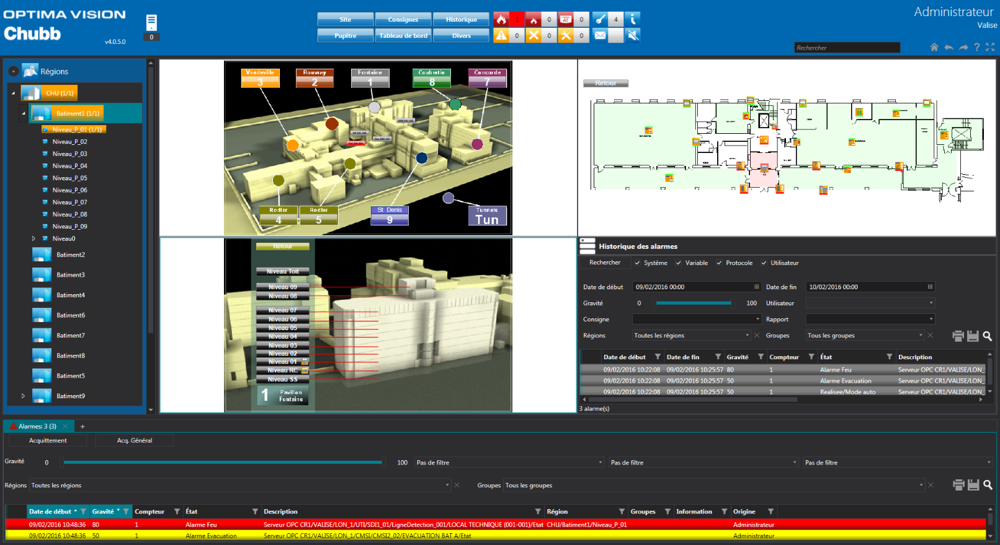 OPTIMA VISION
Chubb
v4.0.5.0
0
Site
Consignes
Historique
Pupitre
Tableau de bord
Divers
1
0
AT
0
4
0
0
0
Administrateur
Valise
Rechercher
Régions
CHU (1/1)
Batiment1 (1/1)
Niveau_P_01 (1/1)
Niveau_P_02
Niveau_P_03
Niveau_P_04
Niveau_P_05
Niveau_P_06
Niveau_P_07
Niveau_P_08
Niveau_P_09
Niveau0
Batiment2
Batiment3
Batiment4
Batiment6
Batiment7
Batiment8
Batiment5
Batiment9
Vendeville
3
Rouvray
2
Fontaine
1
Coubertin
8
Concorde
7
Rodier
4
Rodier
5
St Denis
9
Tunnels
Tun
Retour
Retour
Niveau Toit
Niveau 09
Niveau 08
Niveau 07
Niveau 06
Niveau 05
Niveau 04
Niveau 03
Niveau 02
Niveau 01
Niveau RC
Niveau SS
1 Pavillon
Fontaine
Historique des alarmes
Rechercher Système Variable Protocole Utilisateur
Date de début 09/02/2016 00:00 Date de fin 10/02/2016 00:00
Gravité 0 100 Utilisateur
Consigne Rapport
Régions Toutes les régions Groupes Tous les groupes
Date de début Date de fin Gravité Compteur État Description
09/02/2016 10:22:08 09/02/2016 10:25:57 80 1 Alarme Feu Serveur OPC CR1/VALISE/LON_
09/02/2016 10:22:08 09/02/2016 10:25:57 50 1 Alarme Evacuation Serveur OPC CR1/VALISE/LON_
09/02/2016 10:22:08 09/02/2016 10:25:57 50 1 Realisee/Mode auto Serveur OPC CR1/VALISE/LON_
3 alarme(s)
Alarmes: 3 (3) +
Acquittement Acq. Général
Gravité 0 100 Pas de filtre Pas de filtre Pas de filtre
Régions Toutes les régions Groupes Tous les groupes
Date de début Gravité Compteur État Description Région Groupes Information Origine
09/02/2016 10:48:36 80 1 Alarme Feu Serveur OPC CR1/VALISE/LON_1/UTI/SDI1_01/LigneDetection_001/LOCAL TECHNIQUE (001-001)/Etat CHU/Batiment1/Niveau_P_01 Administrateur
09/02/2016 10:48:36 50 1 Alarme Evacuation Serveur OPC CR1/VALISE/LON_1/CMSI/CMSI2_02/EVACUATION BAT A/Etat Administrateur